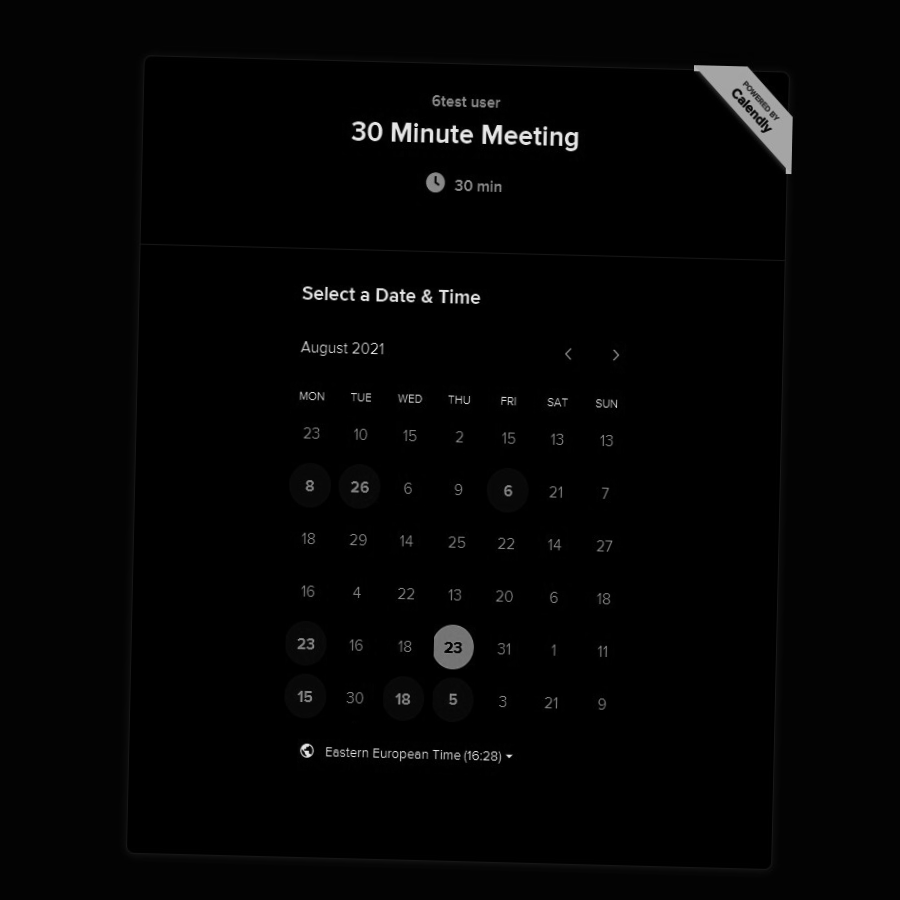 6test user
30 Minute Meeting
30 min
POWERED BY
Calendly
Select a Date & Time
August 2021
MON TUE WED THU FRI SAT SUN
23 10 15 2 15 13 13
8 26 6 9 6 21 7
18 29 14 25 22 14 27
16 4 22 13 20 6 18
23 16 18 23 31 1 11
15 30 18 5 3 21 9
Eastern European Time (16:28)